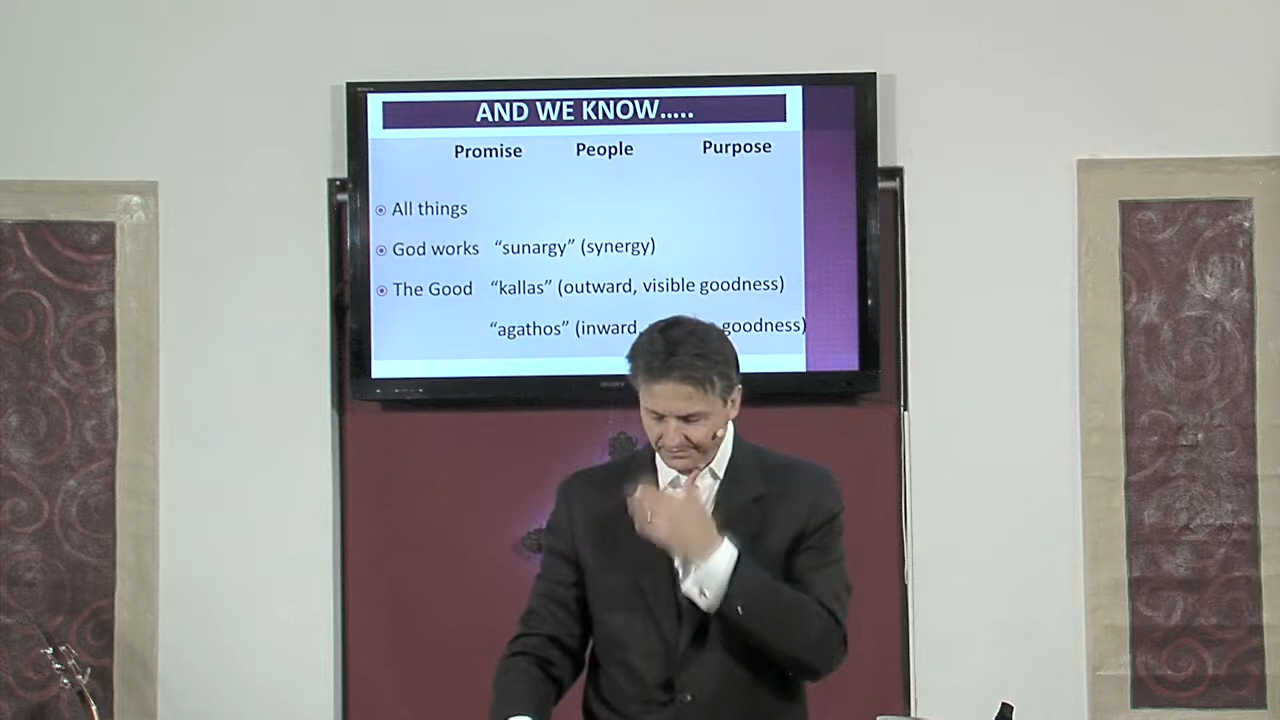 AND WE KNOW.....
Promise People Purpose
All things
God works “sunargy” (synergy)
The Good “kallas” (outward, visible goodness)
“agathos” (inward, goodness)
SONY